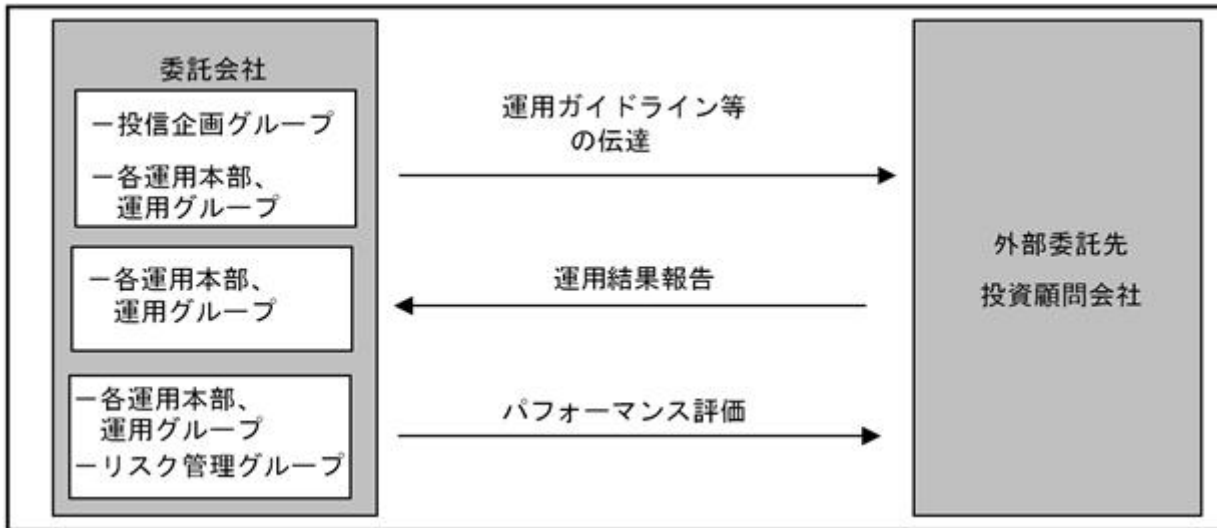 委託会社
ー投信企画グループ
ー各運用本部、
運用グループ
運用ガイドライン等
の伝達
ー各運用本部、
運用グループ
運用結果報告
ー各運用本部、
運用グループ
ーリスク管理グループ
パフォーマンス評価
外部委託先
投資顧問会社